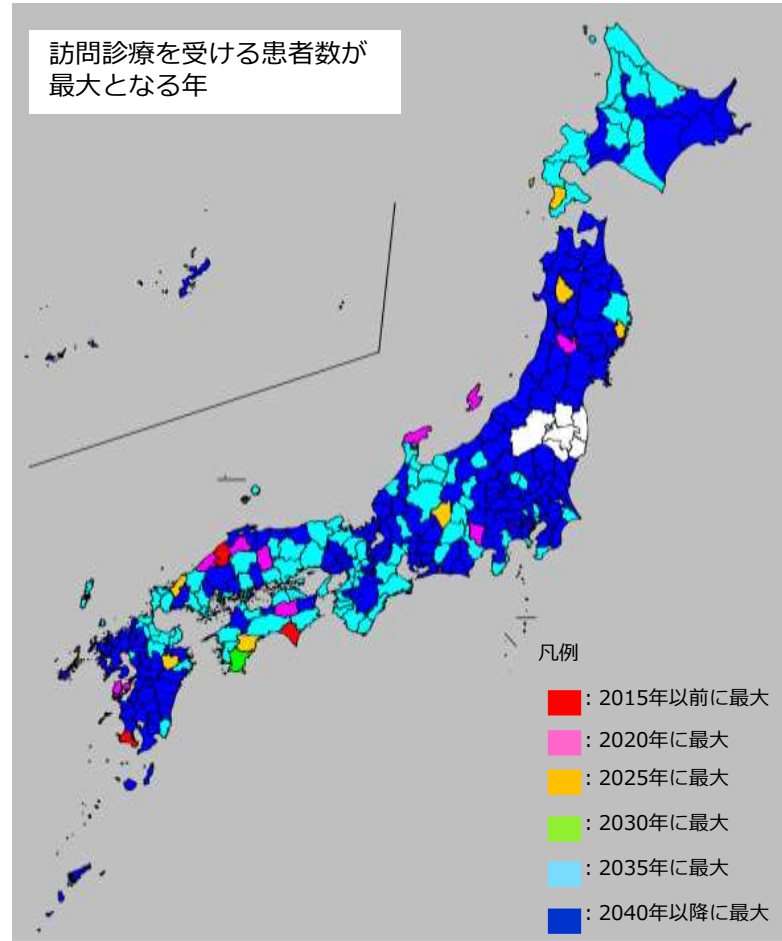 訪問診療を受ける患者数が
最大となる年
凡例
: 2015年以前に最大
: 2020年に最大
: 2025年に最大
: 2030年に最大
: 2035年に最大
: 2040年以降に最大